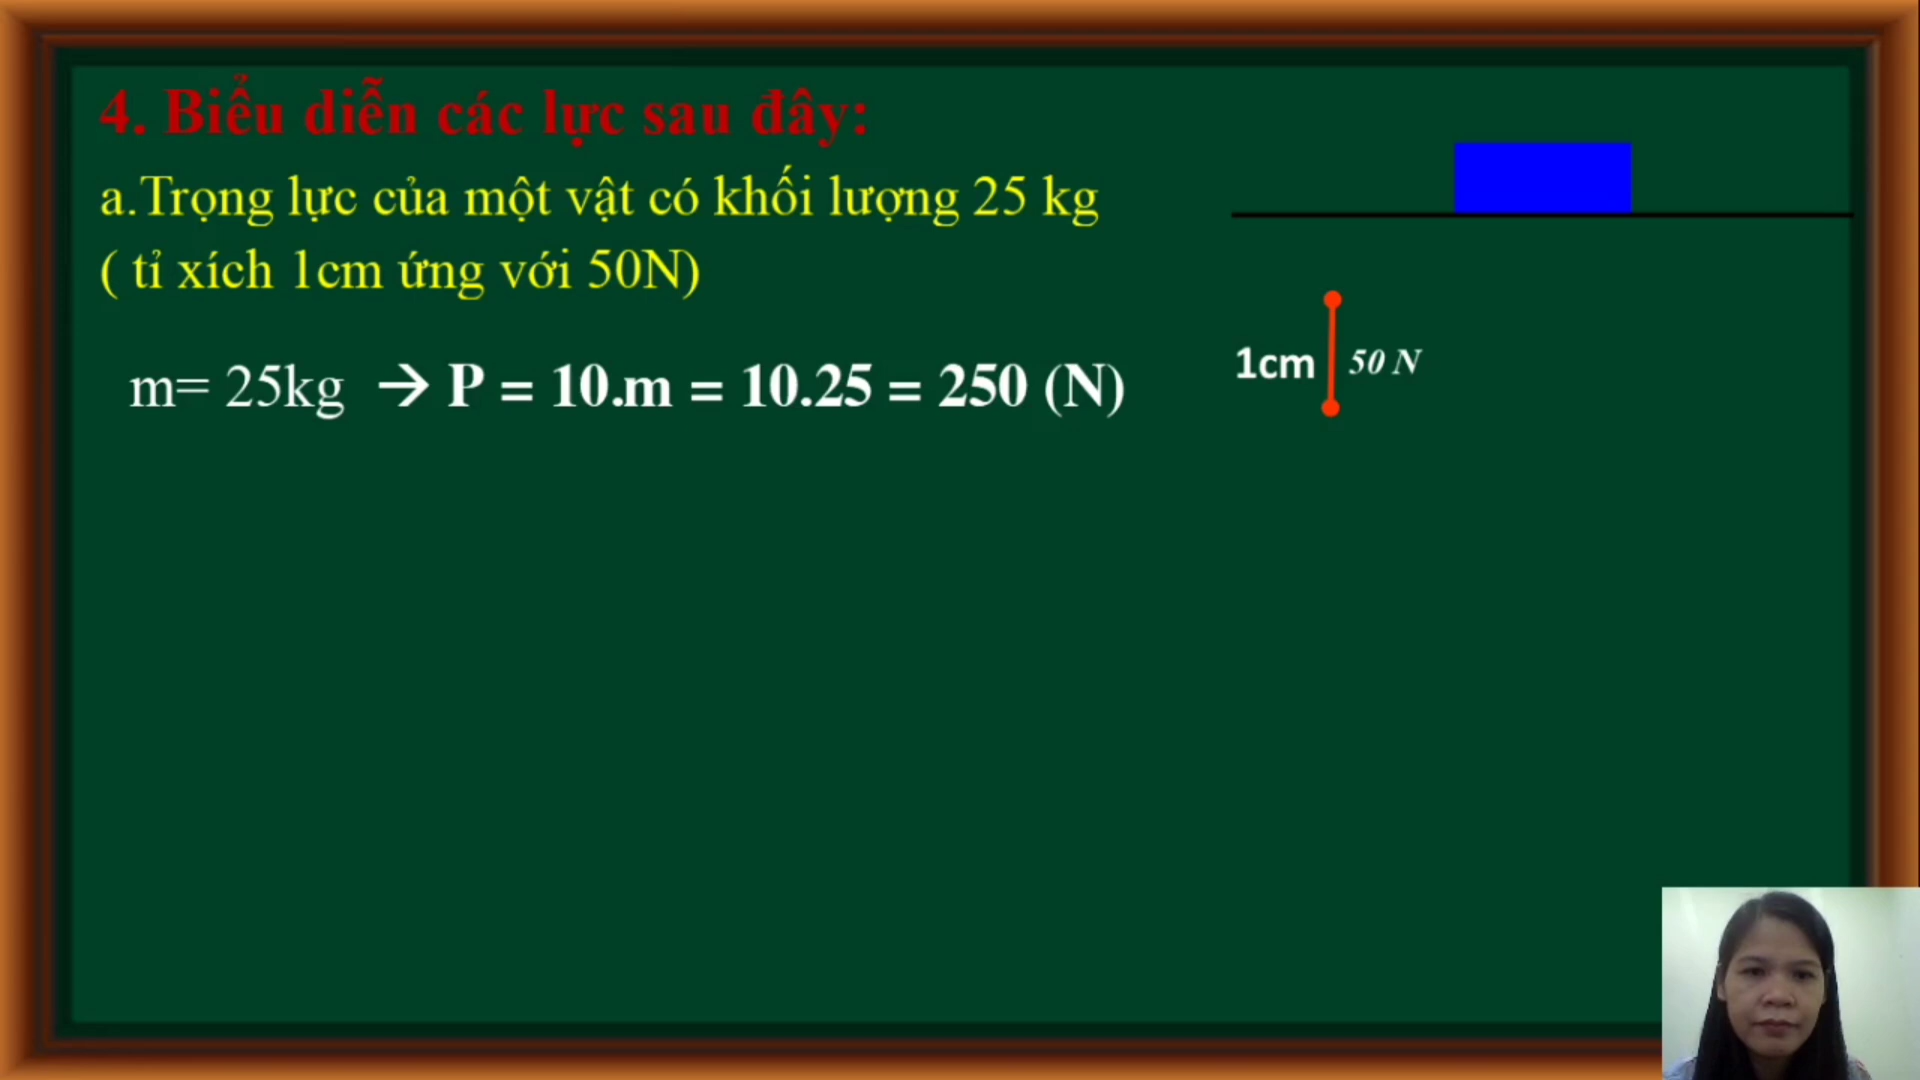 4. Biểu diễn các lực sau đây:
a.Trọng lực của một vật có khối lượng 25 kg
( tỉ xích 1cm ứng với 50N)
m= 25kg → P = 10.m = 10.25 = 250 (N)
1cm 50 N